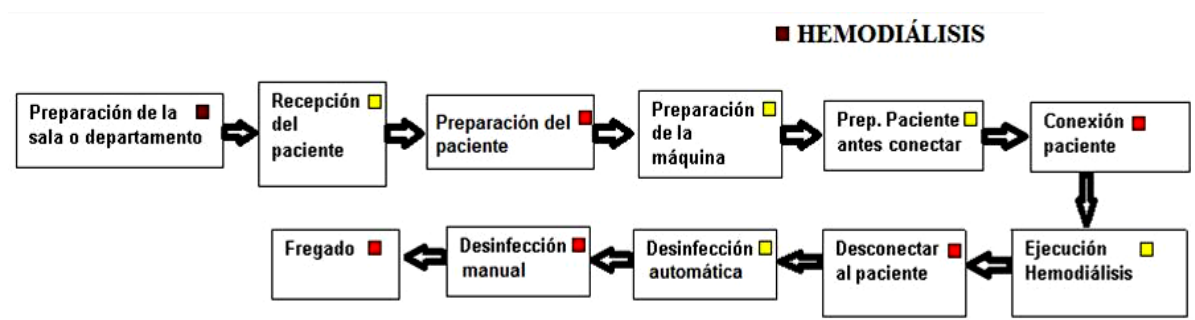 HEMODIÁLISIS
Preparación de la
sala o departamento
Recepción
del
paciente
Preparación del
paciente
Preparación
de la
máquina
Prep. Paciente
antes conectar
Conexión
paciente
Ejecución
Hemodiálisis
Desconectar
al paciente
Desinfección
automática
Desinfección
manual
Fregado